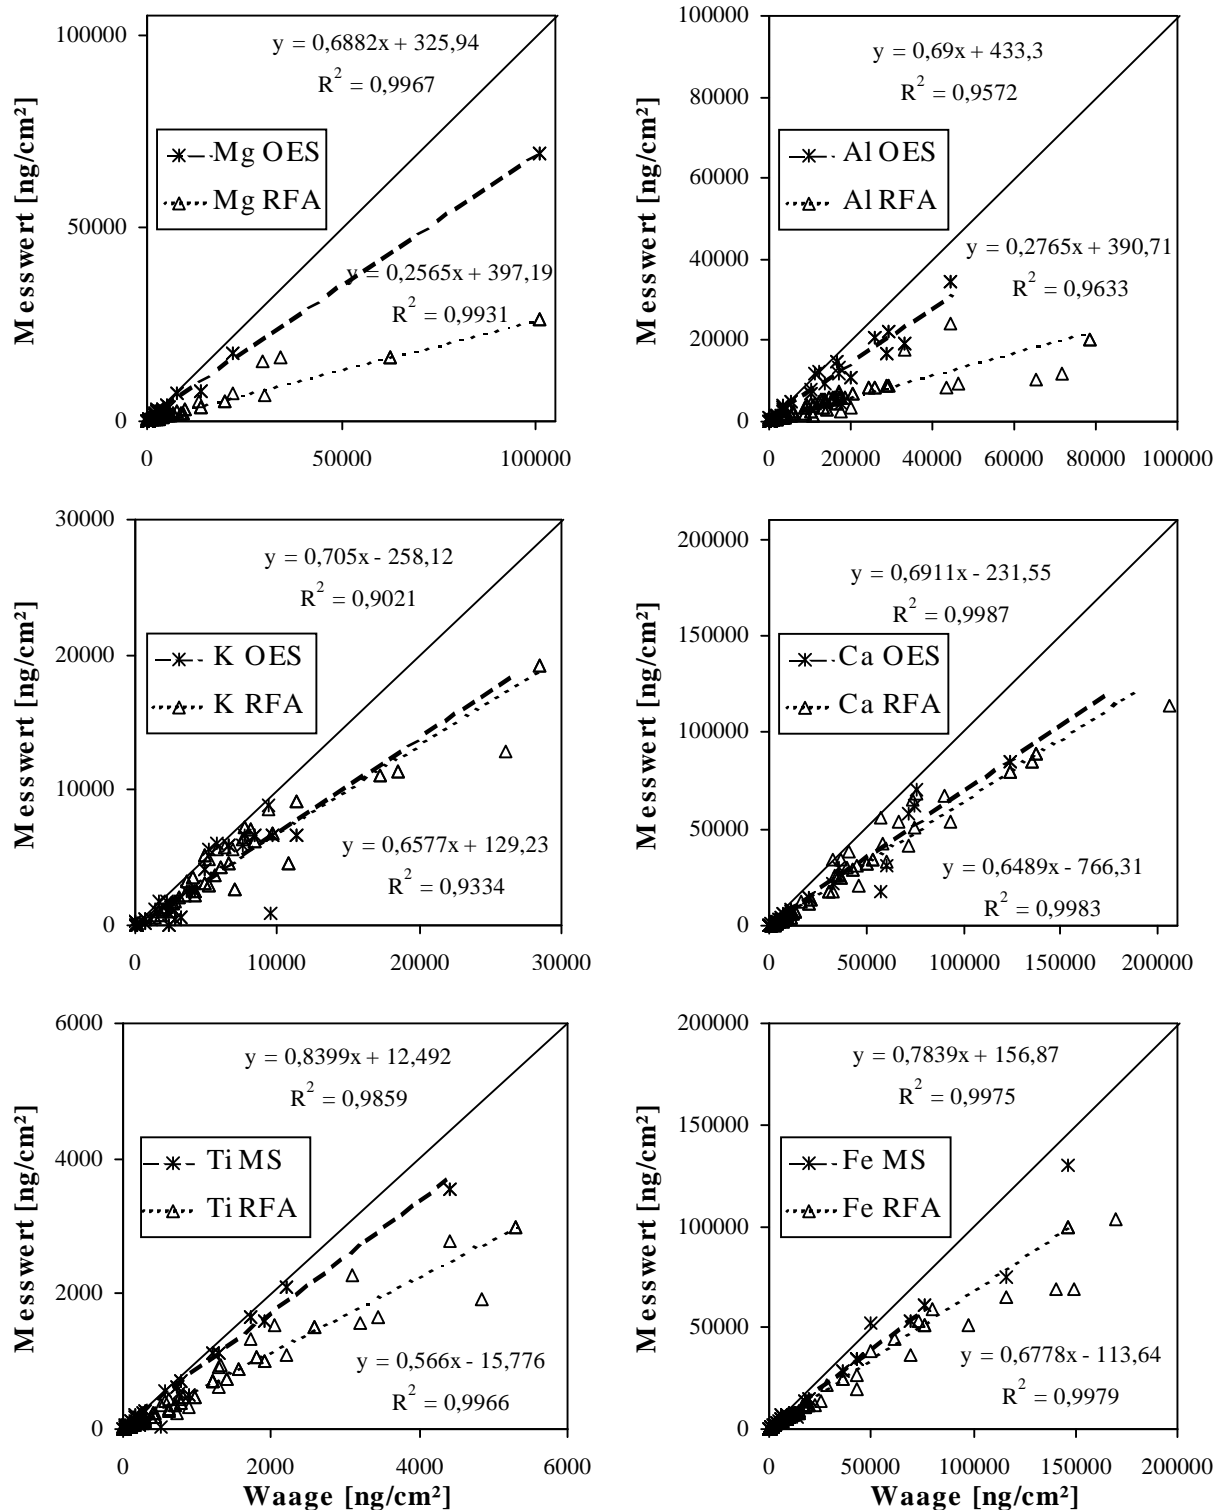 100000
50000
0
Messwert [ng/cm²]
y = 0,6882x + 325,94
R² = 0,9967
Mg OES
Mg RFA
y = 0,2565x + 397,19
R² = 0,9931
0 50000 100000
100000
80000
60000
40000
20000
0
Messwert [ng/cm²]
y = 0,69x + 433,3
R² = 0,9572
Al OES
Al RFA
y = 0,2765x + 390,71
R² = 0,9633
0 20000 40000 60000 80000 100000
30000
20000
10000
0
Messwert [ng/cm²]
y = 0,705x - 258,12
R² = 0,9021
K OES
K RFA
y = 0,6577x + 129,23
R² = 0,9334
0 10000 20000 30000
200000
150000
100000
50000
0
Messwert [ng/cm²]
y = 0,6911x - 231,55
R² = 0,9987
Ca OES
Ca RFA
y = 0,6489x - 766,31
R² = 0,9983
0 50000 100000 150000 200000
6000
4000
2000
0
Messwert [ng/cm²]
y = 0,8399x + 12,492
R² = 0,9859
Ti MS
Ti RFA
y = 0,566x - 15,776
R² = 0,9966
0 2000 4000 6000
Waage [ng/cm²]
200000
150000
100000
50000
0
Messwert [ng/cm²]
y = 0,7839x + 156,87
R² = 0,9975
Fe MS
Fe RFA
y = 0,6778x - 113,64
R² = 0,9979
0 50000 100000 150000 200000
Waage [ng/cm²]